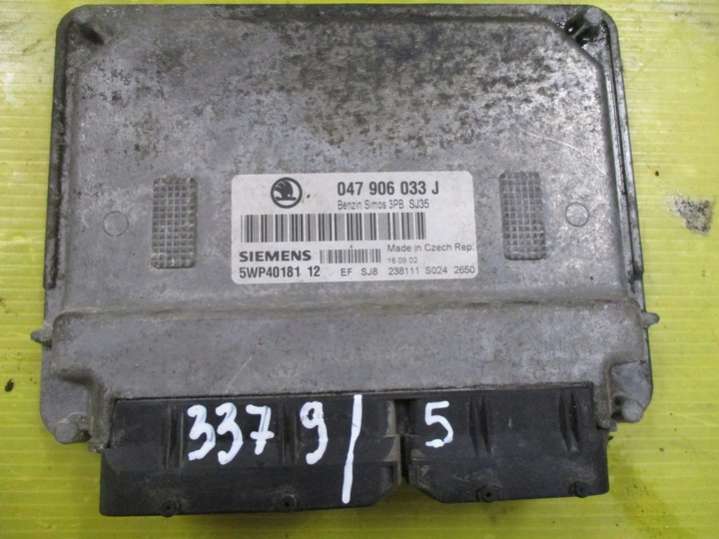 047 906 033 J
Benzin Simos 3PB SJ35
SIEMENS
Made in Czech Rep.
16 09 02
5WP40181 12 EF SJ8 238111 S024 2650
3379/5